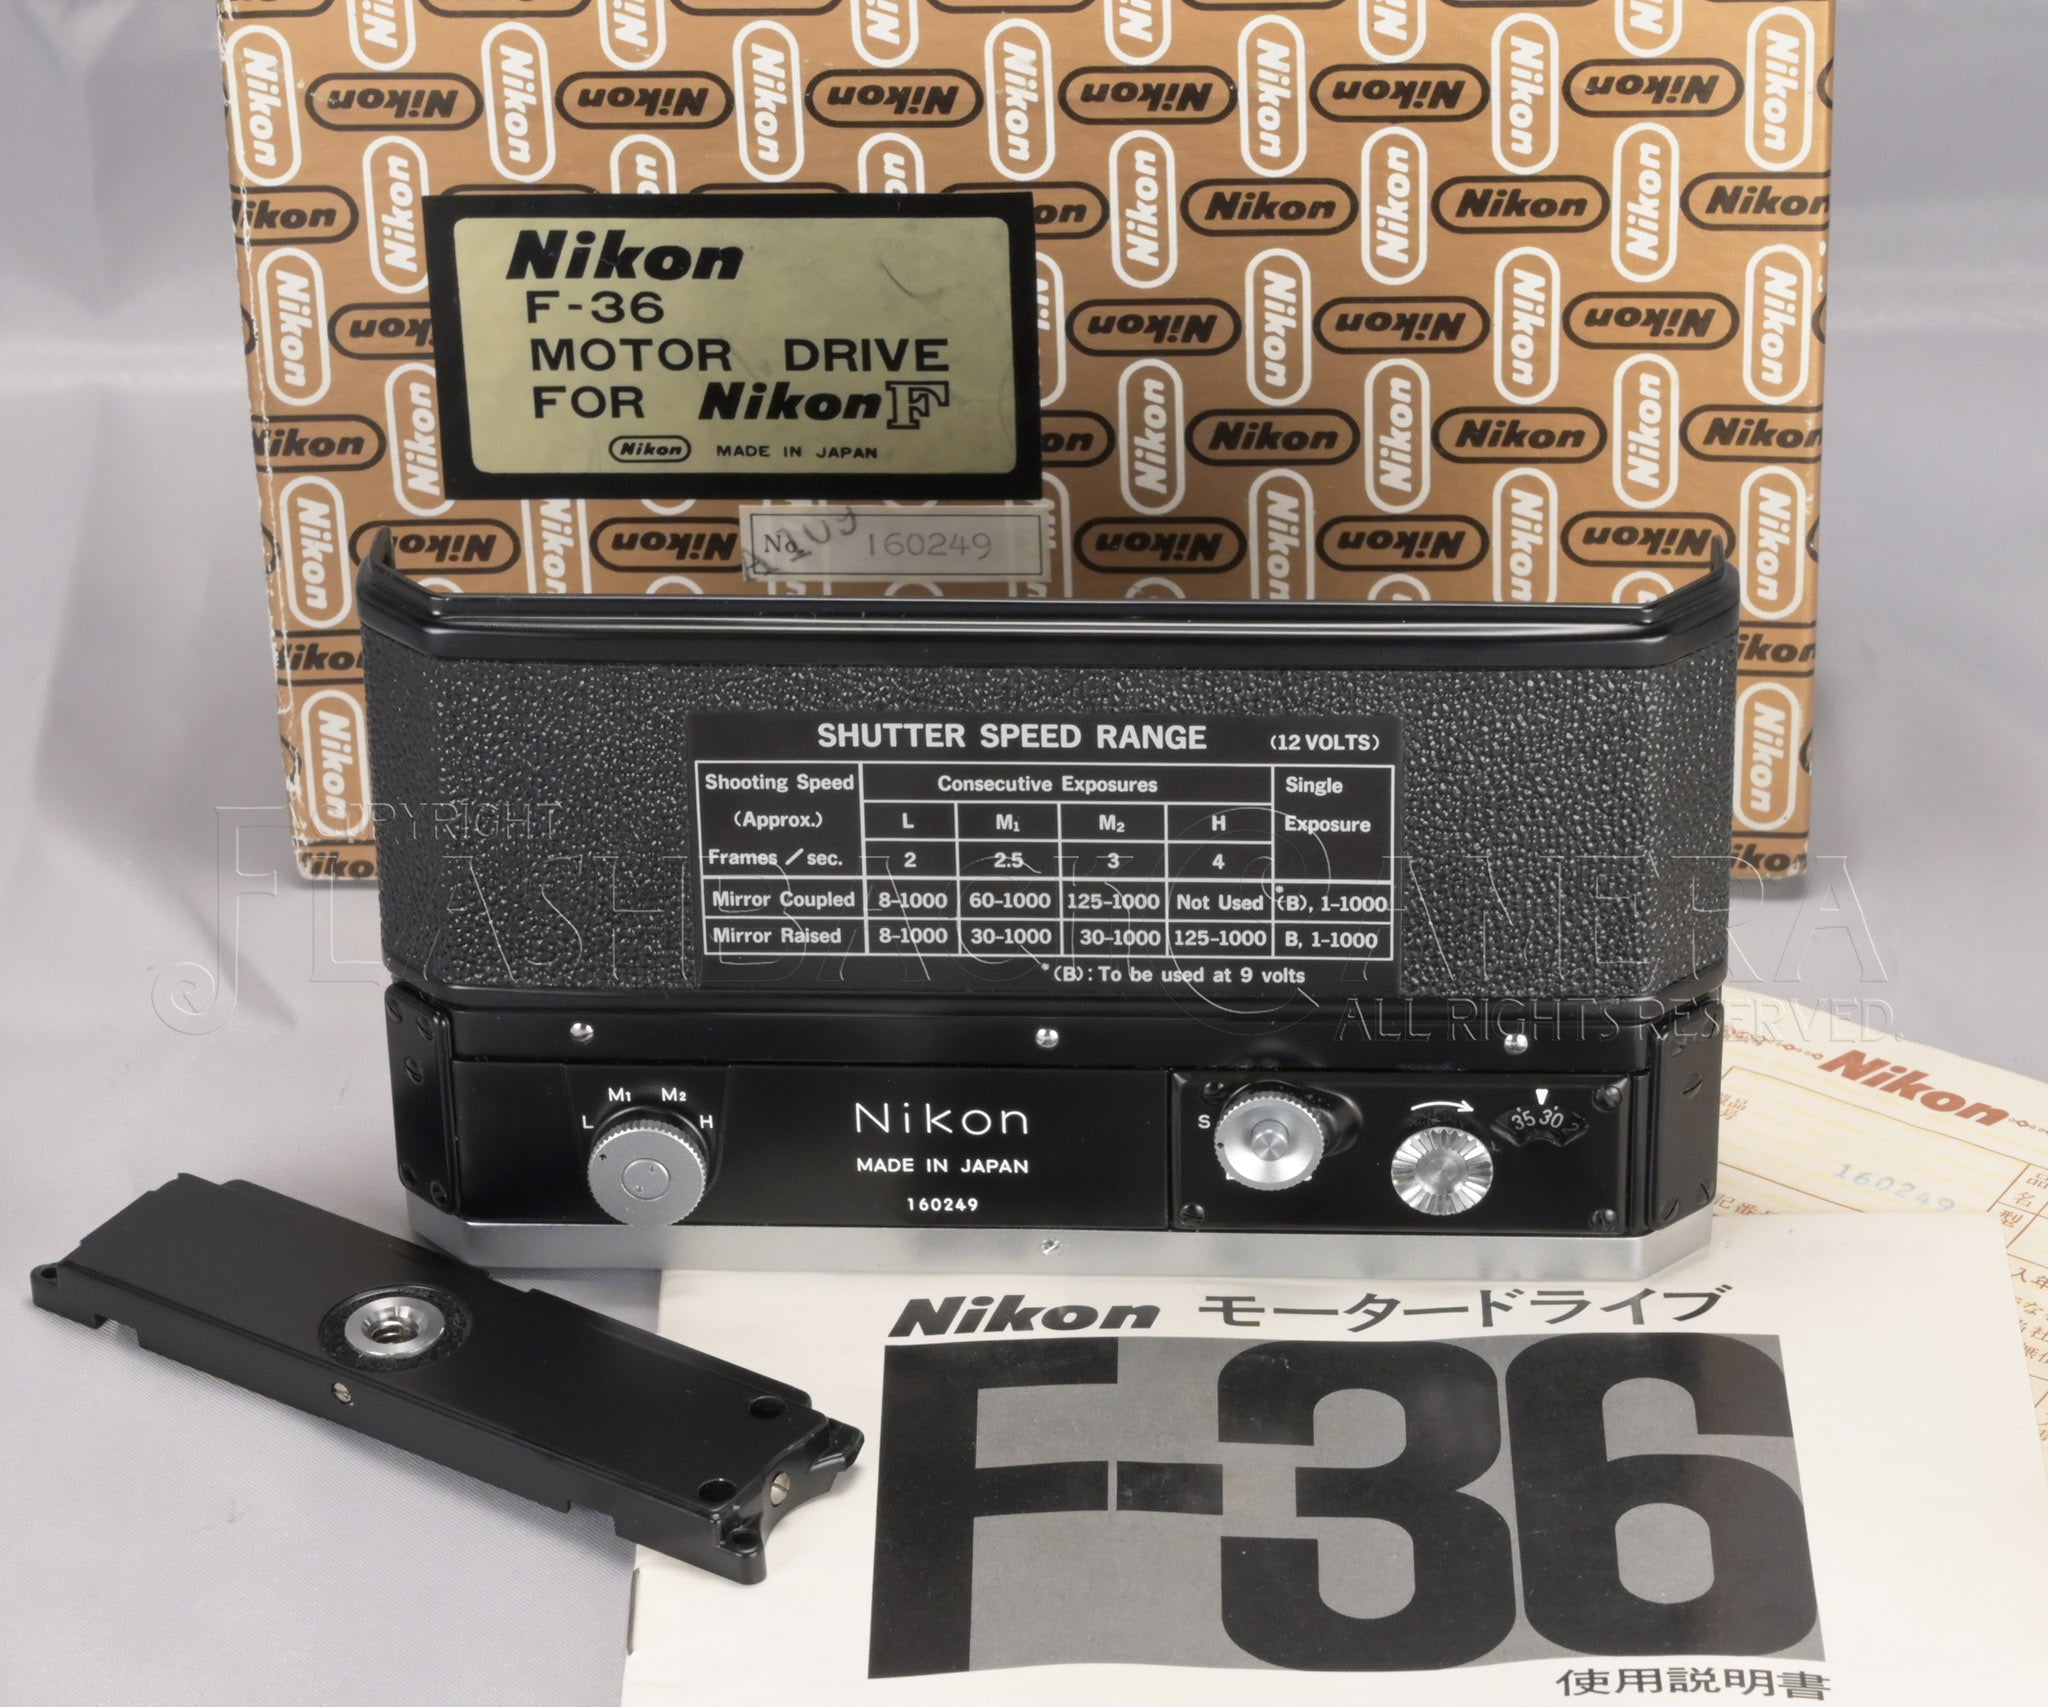 Nikon
F-36
MOTOR DRIVE
FOR Nikon F
Nikon MADE IN JAPAN
No. 160249
SHUTTER SPEED RANGE (12 VOLTS)
Shooting Speed Consecutive Exposures Single
(Approx.) L M1 M2 H Exposure
Frames / sec. 2 2.5 3 4
Mirror Coupled 8-1000 60-1000 125-1000 Not Used *(B), 1-1000
Mirror Raised 8-1000 30-1000 30-1000 125-1000 B, 1-1000
*(B): To be used at 9 volts
COPYRIGHT
FLASHBACK CAMERA
ALL RIGHTS RESERVED.
L M1 M2 H
Nikon
MADE IN JAPAN
160249
S
35 30
Nikon
160249
Nikon モータードライブ
F-36
使用説明書